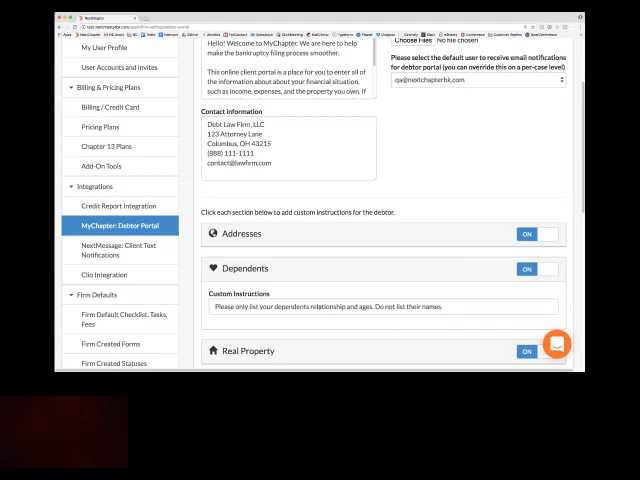 NextChapter
My User Profile
User Accounts and Invites
Billing & Pricing Plans
Billing / Credit Card
Pricing Plans
Chapter 13 Plans
Add-On Tools
Integrations
Credit Report Integration
MyChapter: Debtor Portal
NextMessage: Client Text
Notifications
Clio Integration
Firm Defaults
Firm Default Checklist, Tasks,
Fees
Firm Created Forms
Firm Created Statuses
Hello! Welcome to MyChapter. We are here to help
make the bankruptcy filing process smoother.
This online client portal is a place for you to enter all of
the information about about your financial situation,
such as income, expenses, and the property you own. If
Contact information
Debt Law Firm, LLC
123 Attorney Lane
Columbus, OH 43215
(888) 111-1111
contact@lawfirm.com
Choose Files No file chosen
Please select the default user to receive email notifications
for debtor portal (you can override this on a per-case level)
qa@nextchapterbk.com
Click each section below to add custom instructions for the debtor.
Addresses
ON
Dependents
ON
Custom Instructions
Please only list your dependents relationship and ages. Do not list their names.
Real Property
ON